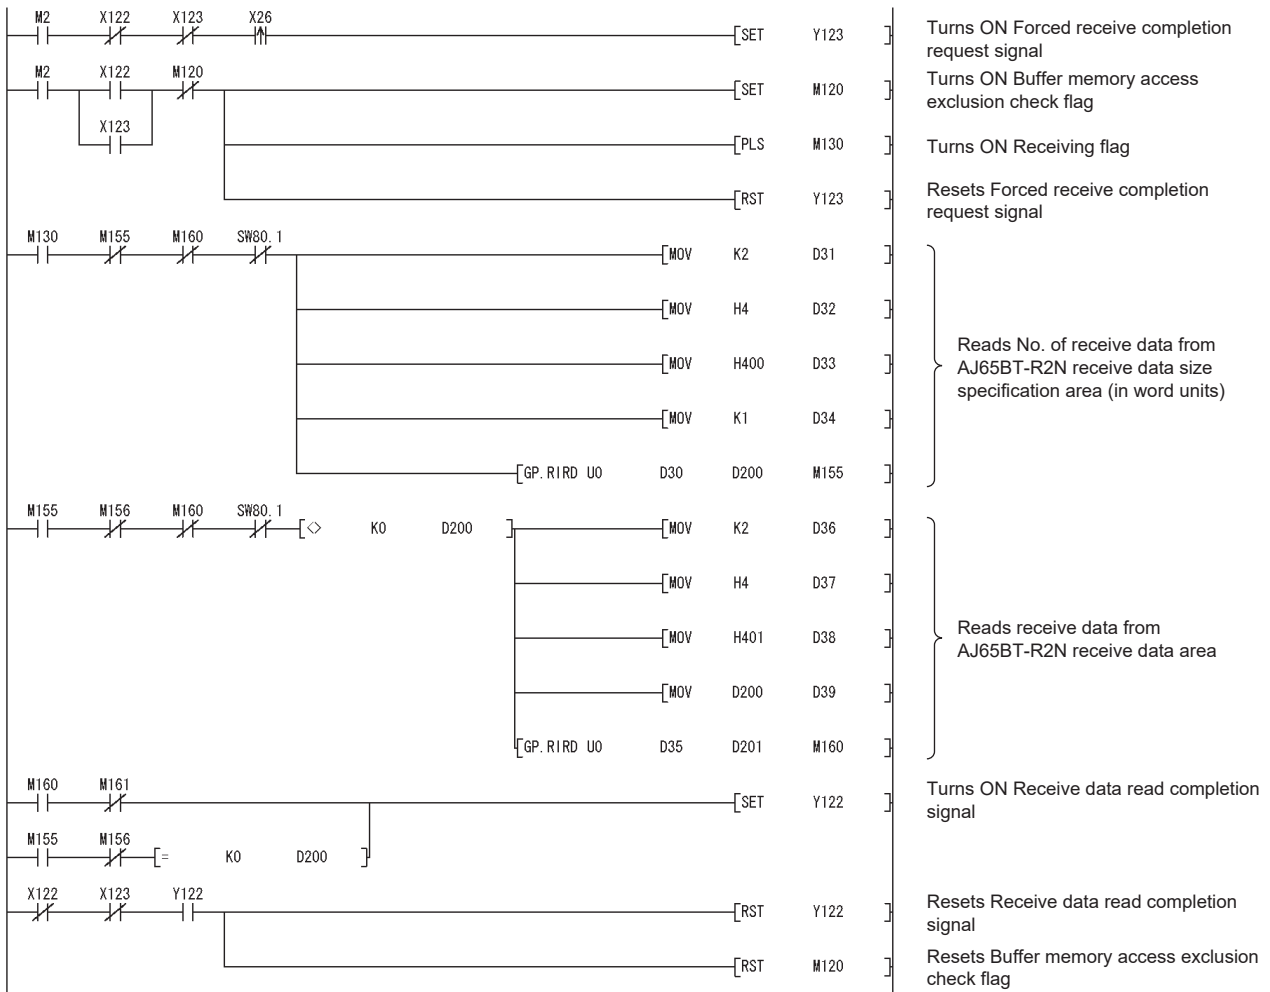 M2 X122 X123 X26
[SET Y123 ]
Turns ON Forced receive completion
request signal
M2 X122 M120
[SET M120 ]
Turns ON Buffer memory access
exclusion check flag
X123
[PLS M130 ]
Turns ON Receiving flag
[RST Y123 ]
Resets Forced receive completion
request signal
M130 M155 M160 SW80.1
[MOV K2 D31 ]
[MOV H4 D32 ]
[MOV H400 D33 ]
[MOV K1 D34 ]
[GP.RIRD U0 D30 D200 M155 ]
Reads No. of receive data from
AJ65BT-R2N receive data size
specification area (in word units)
M155 M156 M160 SW80.1
[<> K0 D200 ]
[MOV K2 D36 ]
[MOV H4 D37 ]
[MOV H401 D38 ]
[MOV D200 D39 ]
[GP.RIRD U0 D35 D201 M160 ]
Reads receive data from
AJ65BT-R2N receive data area
M160 M161
[SET Y122 ]
Turns ON Receive data read completion
signal
M155 M156
[= K0 D200 ]
X122 X123 Y122
[RST Y122 ]
Resets Receive data read completion
signal
[RST M120 ]
Resets Buffer memory access exclusion
check flag